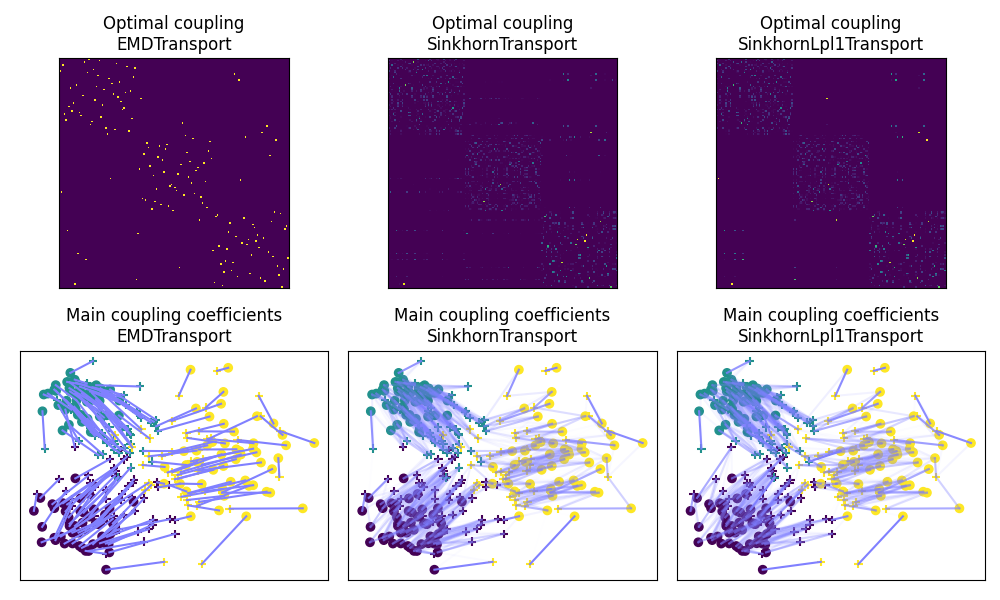 Optimal coupling
EMDTransport
Optimal coupling
SinkhornTransport
Optimal coupling
SinkhornLpl1Transport
Main coupling coefficients
EMDTransport
Main coupling coefficients
SinkhornTransport
Main coupling coefficients
SinkhornLpl1Transport